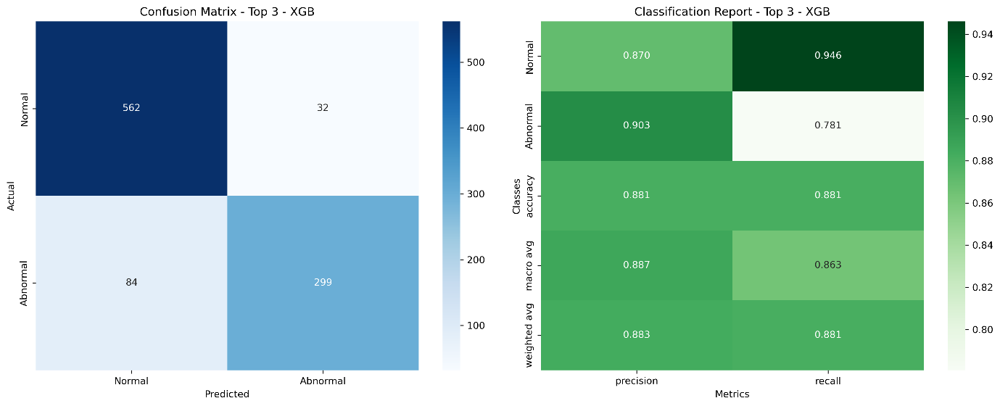 Confusion Matrix - Top 3 - XGB
Actual
Normal
Abnormal
562
32
84
299
Normal
Abnormal
Predicted
500
400
300
200
100
Classification Report - Top 3 - XGB
Classes
Normal
Abnormal
accuracy
macro avg
weighted avg
0.870
0.946
0.903
0.781
0.881
0.881
0.887
0.863
0.883
0.881
precision
recall
Metrics
0.94
0.92
0.90
0.88
0.86
0.84
0.82
0.80